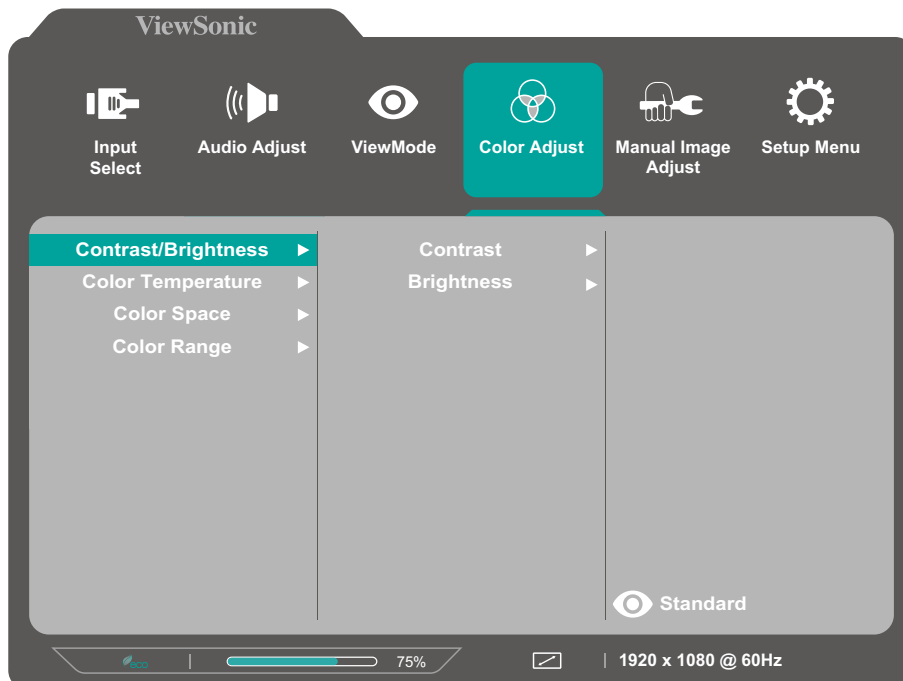 ViewSonic
Input
Select
Audio Adjust
ViewMode
Color Adjust
Manual Image
Adjust
Setup Menu
Contrast/Brightness
Contrast
Color Temperature
Brightness
Color Space
Color Range
Standard
eco
75%
1920 x 1080 @ 60Hz